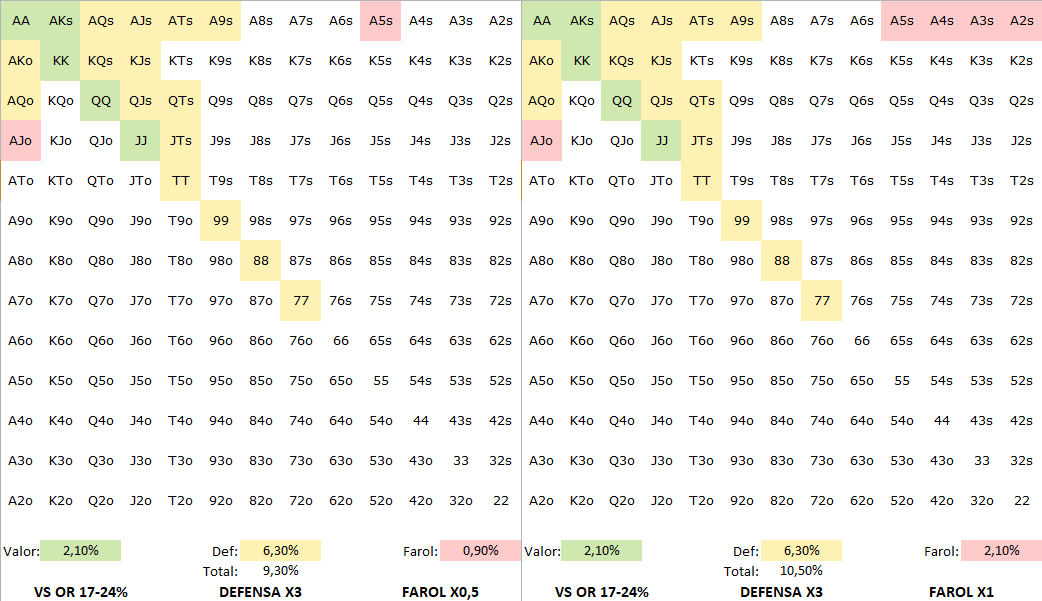 AA AKs AQs AJs ATs A9s A8s A7s A6s A5s A4s A3s A2s AA AKs AQs AJs ATs A9s A8s A7s A6s A5s A4s A3s A2s
AKo KK KQs KJs KTs K9s K8s K7s K6s K5s K4s K3s K2s AKo KK KQs KJs KTs K9s K8s K7s K6s K5s K4s K3s K2s
AQo KQo QQ QJs QTs Q9s Q8s Q7s Q6s Q5s Q4s Q3s Q2s AQo KQo QQ QJs QTs Q9s Q8s Q7s Q6s Q5s Q4s Q3s Q2s
AJo KJo QJo JJ JTs J9s J8s J7s J6s J5s J4s J3s J2s AJo KJo QJo JJ JTs J9s J8s J7s J6s J5s J4s J3s J2s
ATo KTo QTo JTo TT T9s T8s T7s T6s T5s T4s T3s T2s ATo KTo QTo JTo TT T9s T8s T7s T6s T5s T4s T3s T2s
A9o K9o Q9o J9o T9o 99 98s 97s 96s 95s 94s 93s 92s A9o K9o Q9o J9o T9o 99 98s 97s 96s 95s 94s 93s 92s
A8o K8o Q8o J8o T8o 98o 88 87s 86s 85s 84s 83s 82s A8o K8o Q8o J8o T8o 98o 88 87s 86s 85s 84s 83s 82s
A7o K7o Q7o J7o T7o 97o 87o 77 76s 75s 74s 73s 72s A7o K7o Q7o J7o T7o 97o 87o 77 76s 75s 74s 73s 72s
A6o K6o Q6o J6o T6o 96o 86o 76o 66 65s 64s 63s 62s A6o K6o Q6o J6o T6o 96o 86o 76o 66 65s 64s 63s 62s
A5o K5o Q5o J5o T5o 95o 85o 75o 65o 55 54s 53s 52s A5o K5o Q5o J5o T5o 95o 85o 75o 65o 55 54s 53s 52s
A4o K4o Q4o J4o T4o 94o 84o 74o 64o 54o 44 43s 42s A4o K4o Q4o J4o T4o 94o 84o 74o 64o 54o 44 43s 42s
A3o K3o Q3o J3o T3o 93o 83o 73o 63o 53o 43o 33 32s A3o K3o Q3o J3o T3o 93o 83o 73o 63o 53o 43o 33 32s
A2o K2o Q2o J2o T2o 92o 82o 72o 62o 52o 42o 32o 22 A2o K2o Q2o J2o T2o 92o 82o 72o 62o 52o 42o 32o 22
Valor: 2,10% Def: 6,30% Farol: 0,90% Valor: 2,10% Def: 6,30% Farol: 2,10%
Total: 9,30% Total: 10,50%
VS OR 17-24% DEFENSA X3 FAROL X0,5 VS OR 17-24% DEFENSA X3 FAROL X1